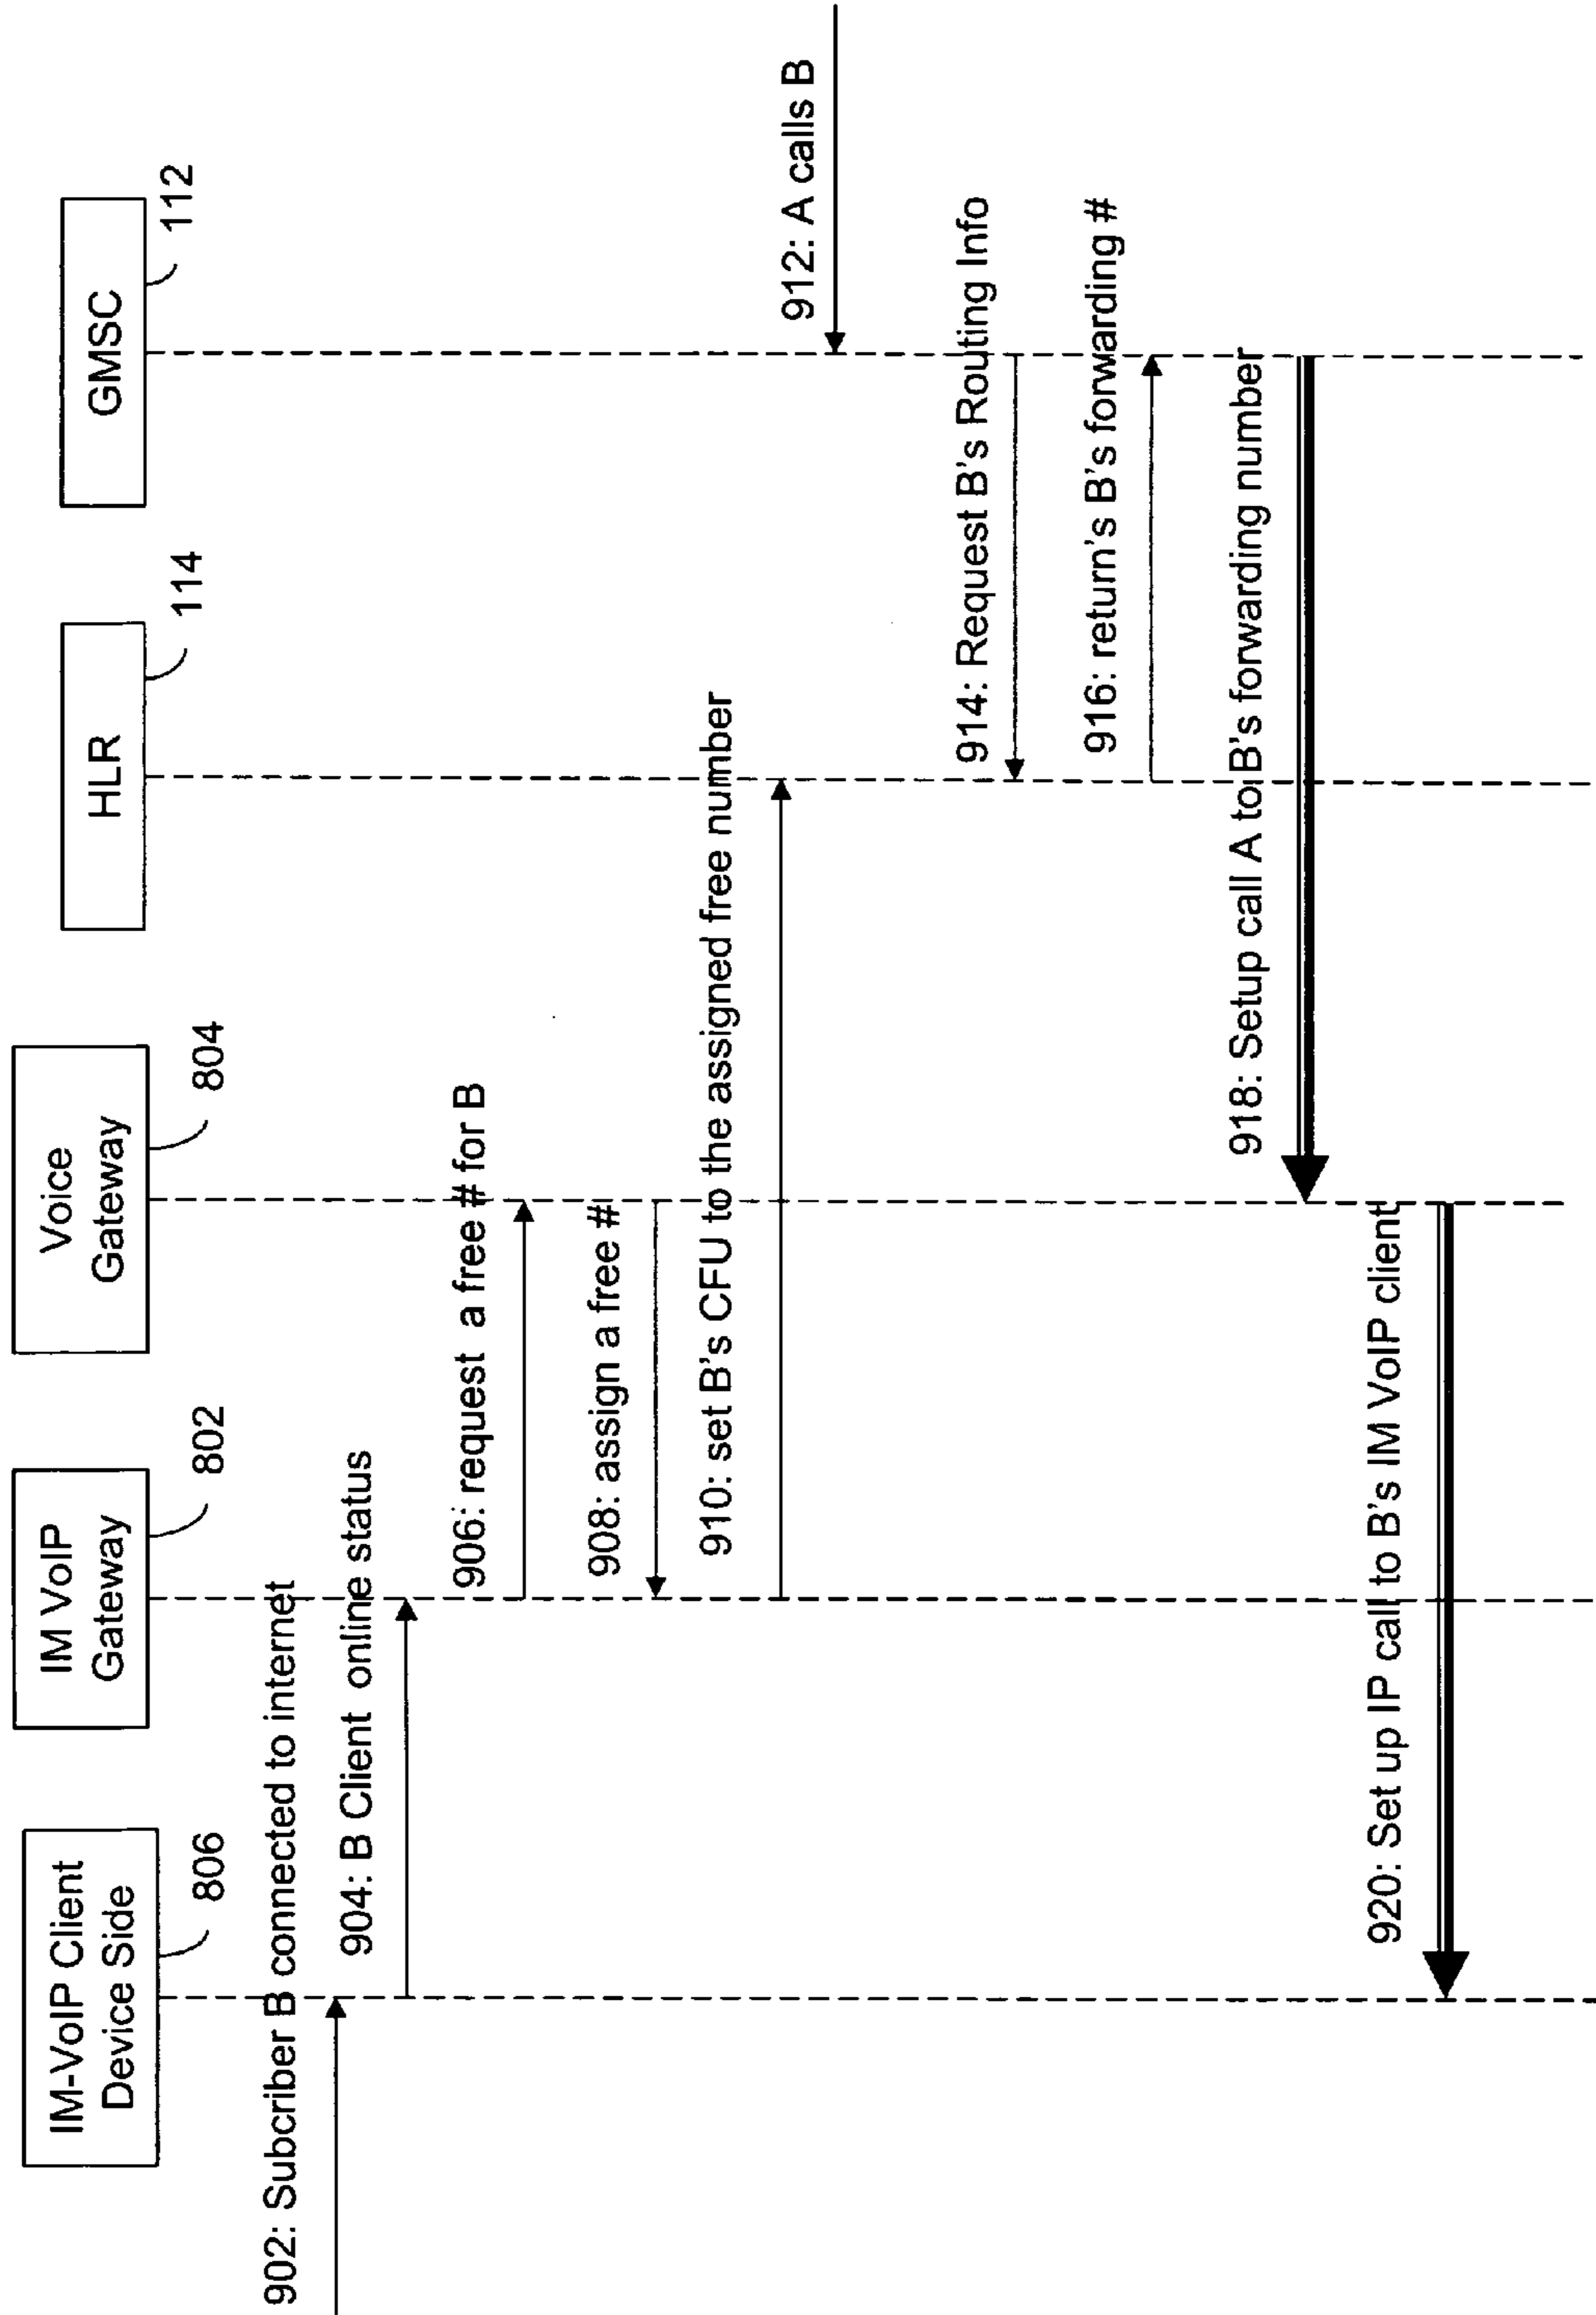 IM-VoIP Client
Device Side
806
IM VoIP
Gateway
802
Voice
Gateway
804
HLR
114
GMSC
112
902: Subcriber B connected to internet
904: B Client online status
906: request a free # for B
908: assign a free #
910: set B's CFU to the assigned free number
912: A calls B
914: Request B's Routing Info
916: return's B's forwarding #
918: Setup call A to B's forwarding number
920: Set up IP call to B's IM VoIP client